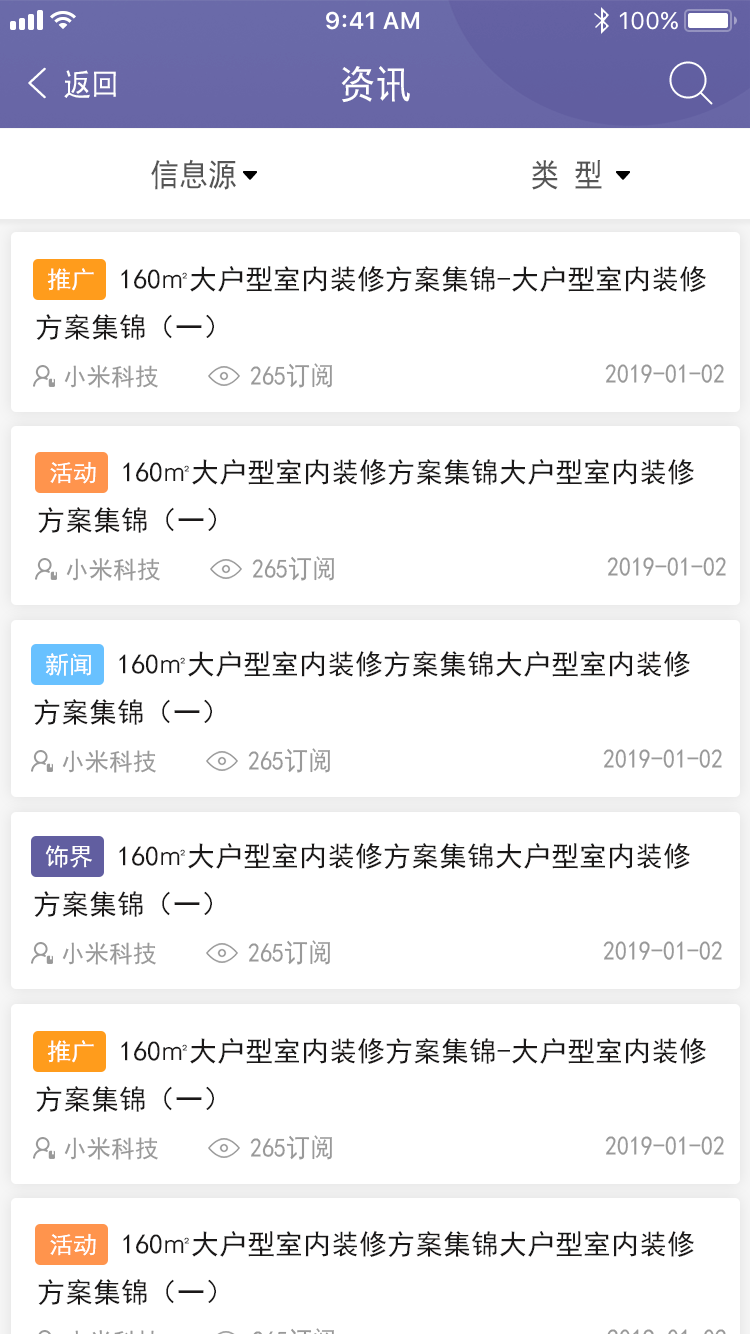 9:41 AM 100%
返回 资讯
信息源 类 型
推广 160㎡大户型室内装修方案集锦-大户型室内装修
方案集锦（一）
小米科技 265订阅 2019-01-02
活动 160㎡大户型室内装修方案集锦大户型室内装修
方案集锦（一）
小米科技 265订阅 2019-01-02
新闻 160㎡大户型室内装修方案集锦大户型室内装修
方案集锦（一）
小米科技 265订阅 2019-01-02
饰界 160㎡大户型室内装修方案集锦大户型室内装修
方案集锦（一）
小米科技 265订阅 2019-01-02
推广 160㎡大户型室内装修方案集锦-大户型室内装修
方案集锦（一）
小米科技 265订阅 2019-01-02
活动 160㎡大户型室内装修方案集锦大户型室内装修
方案集锦（一）